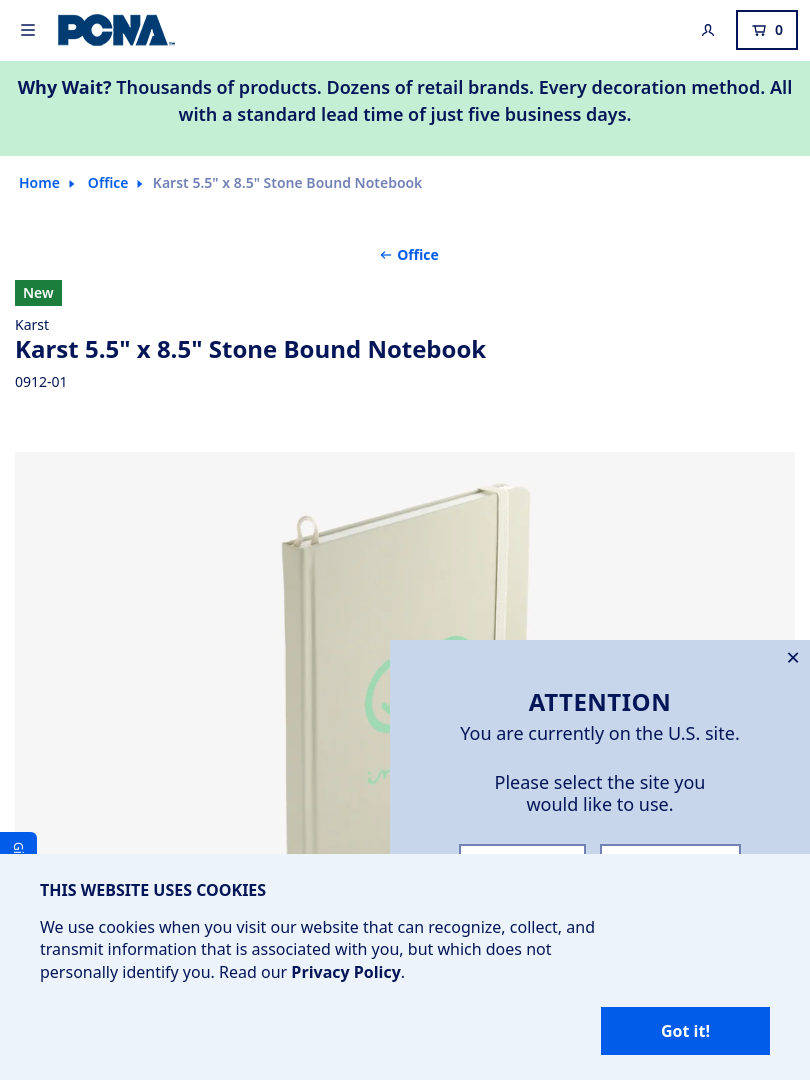 PCNA
0
Why Wait? Thousands of products. Dozens of retail brands. Every decoration method. All
with a standard lead time of just five business days.
Home
Office
Karst 5.5" x 8.5" Stone Bound Notebook
← Office
New
Karst
Karst 5.5" x 8.5" Stone Bound Notebook
0912-01
ATTENTION
You are currently on the U.S. site.
Please select the site you
would like to use.
THIS WEBSITE USES COOKIES
We use cookies when you visit our website that can recognize, collect, and
transmit information that is associated with you, but which does not
personally identify you. Read our Privacy Policy.
Got it!